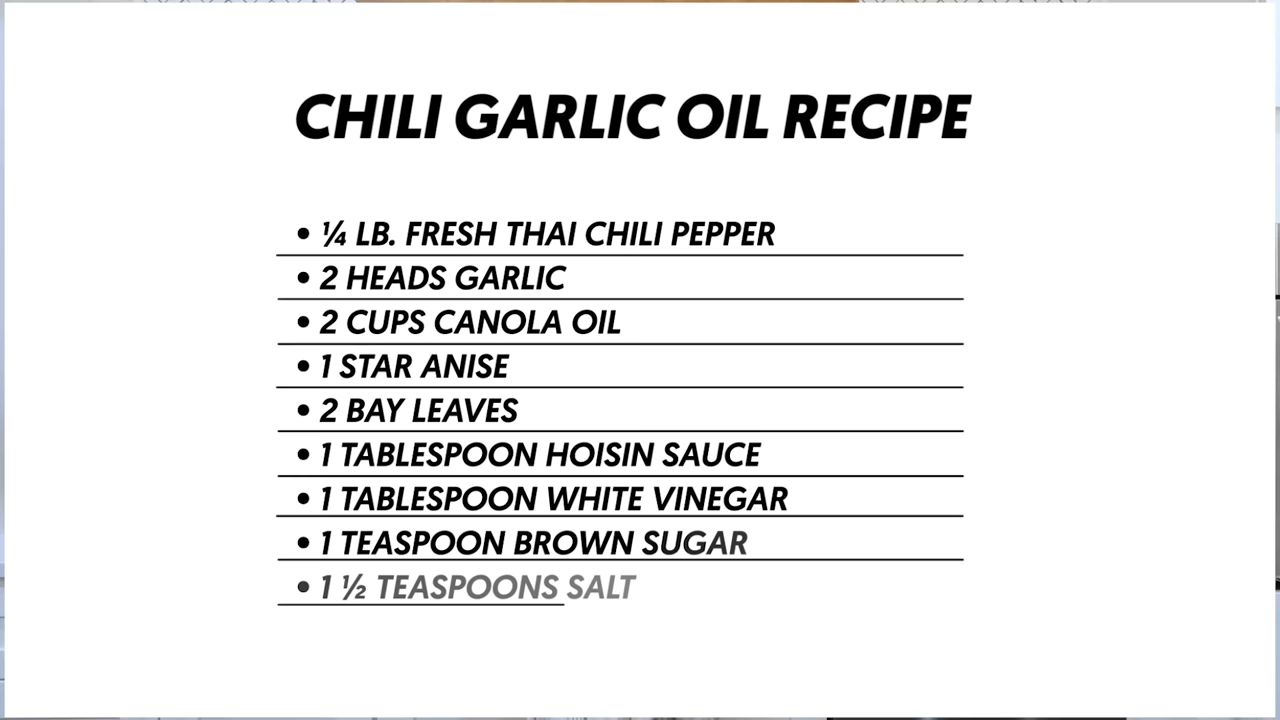 CHILI GARLIC OIL RECIPE
• ¼ LB. FRESH THAI CHILI PEPPER
• 2 HEADS GARLIC
• 2 CUPS CANOLA OIL
• 1 STAR ANISE
• 2 BAY LEAVES
• 1 TABLESPOON HOISIN SAUCE
• 1 TABLESPOON WHITE VINEGAR
• 1 TEASPOON BROWN SUGAR
• 1 ½ TEASPOONS SALT